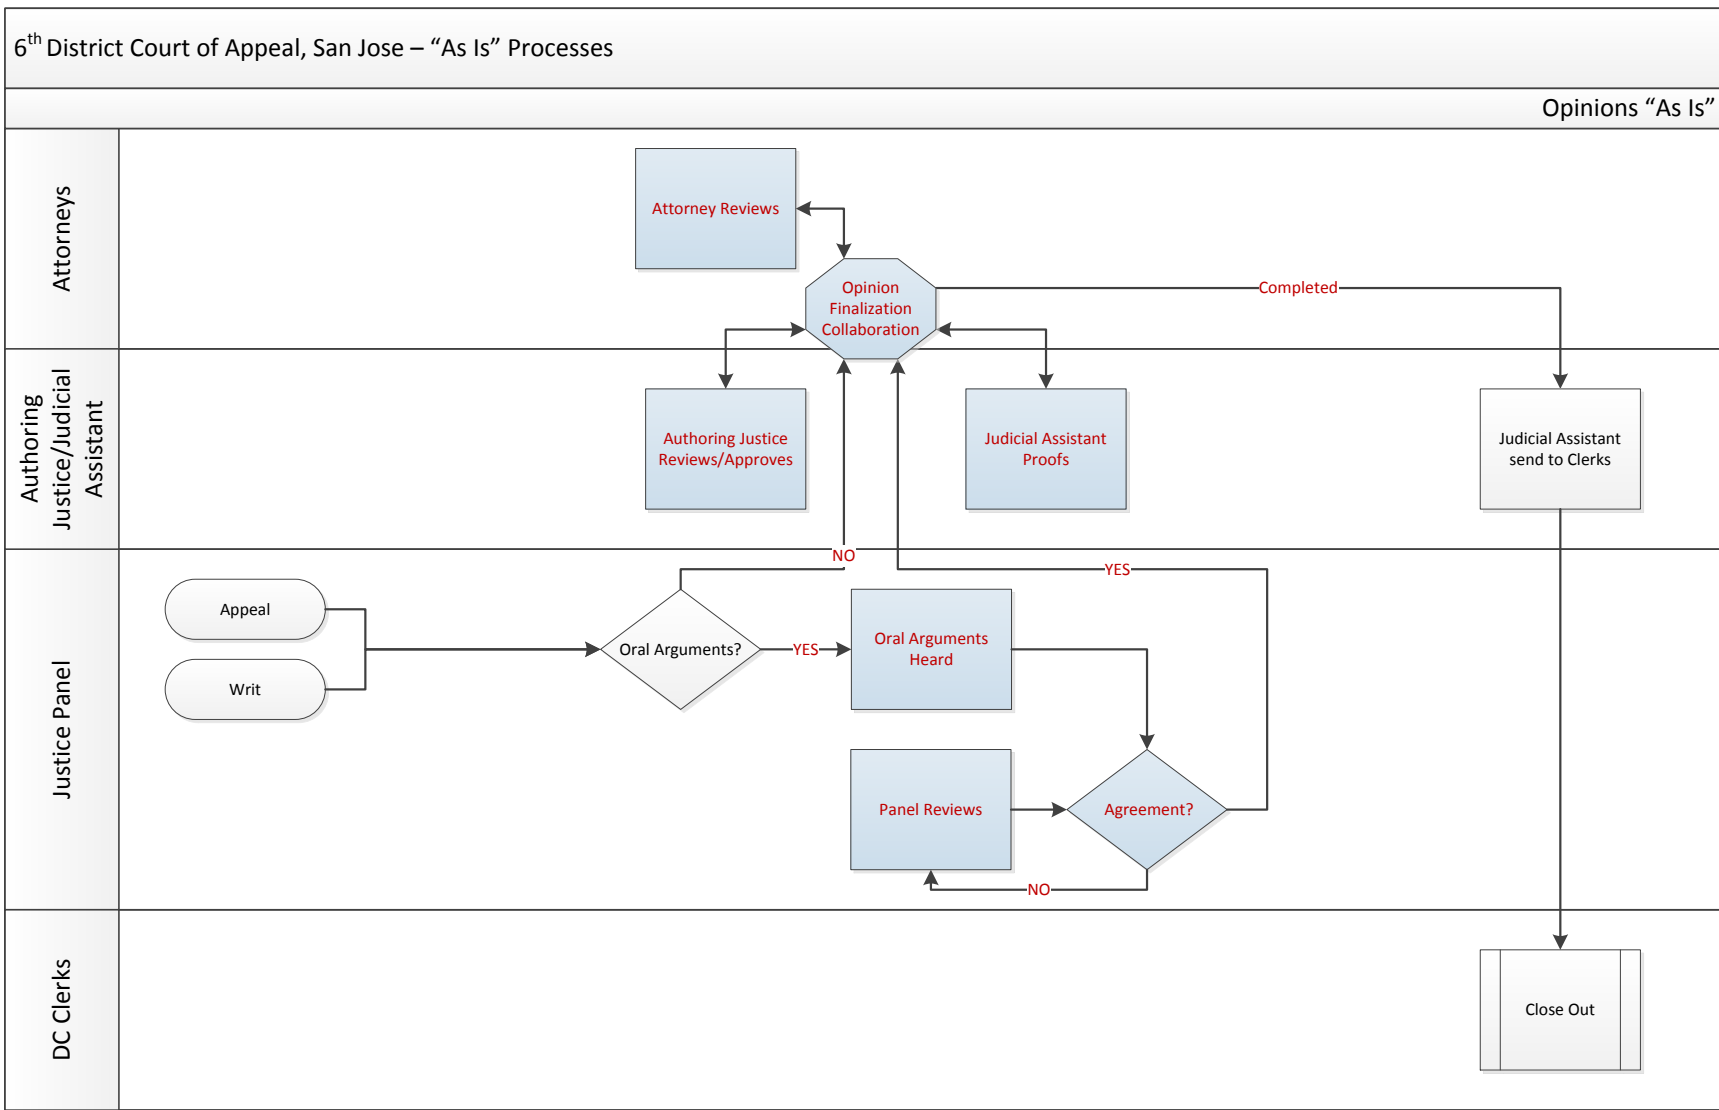 6th District Court of Appeal, San Jose – “As Is” Processes
Opinions “As Is”
Attorneys
Attorney Reviews
Opinion
Finalization
Collaboration
Completed
Authoring
Justice/Judicial
Assistant
Authoring Justice
Reviews/Approves
Judicial Assistant
Proofs
Judicial Assistant
send to Clerks
Justice Panel
NO
YES
Appeal
Writ
Oral Arguments?
YES
Oral Arguments
Heard
Panel Reviews
Agreement?
NO
DC Clerks
Close Out